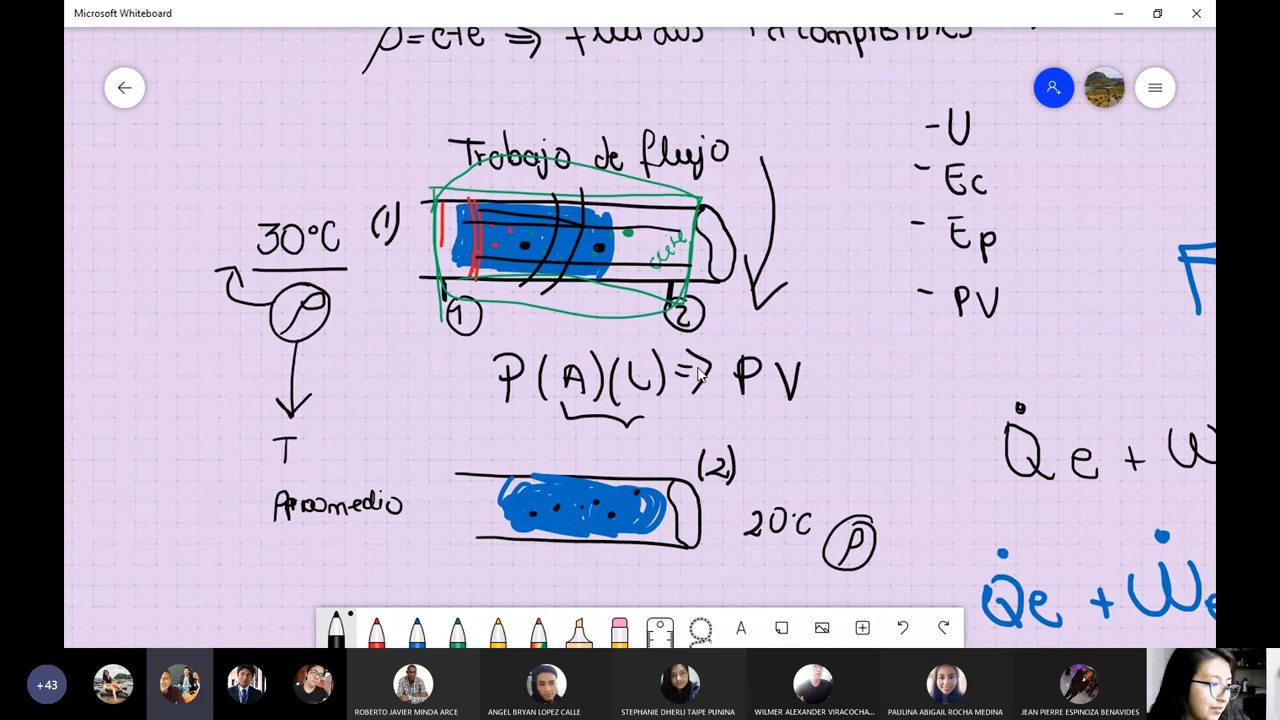 Microsoft Whiteboard
ρ = cte ⇒ fluidos incompresibles
Trabajo de flujo
30°C
(1)
cte
1
2
ρ
T
Promedio
P(A)(L) ⇒ PV
(2)
20°C
ρ
- U
- Ec
- Ep
- PV
Q̇e + Ẇ
Q̇e + Ẇe
A
+43
ROBERTO JAVIER MINDA ARCE
ANGEL BRYAN LOPEZ CALLE
STEPHANIE DHERLI TAIPE PUNINA
WILMER ALEXANDER VIRACOCHA...
PAULINA ABIGAIL ROCHA MEDINA
JEAN PIERRE ESPINOZA BENAVIDES